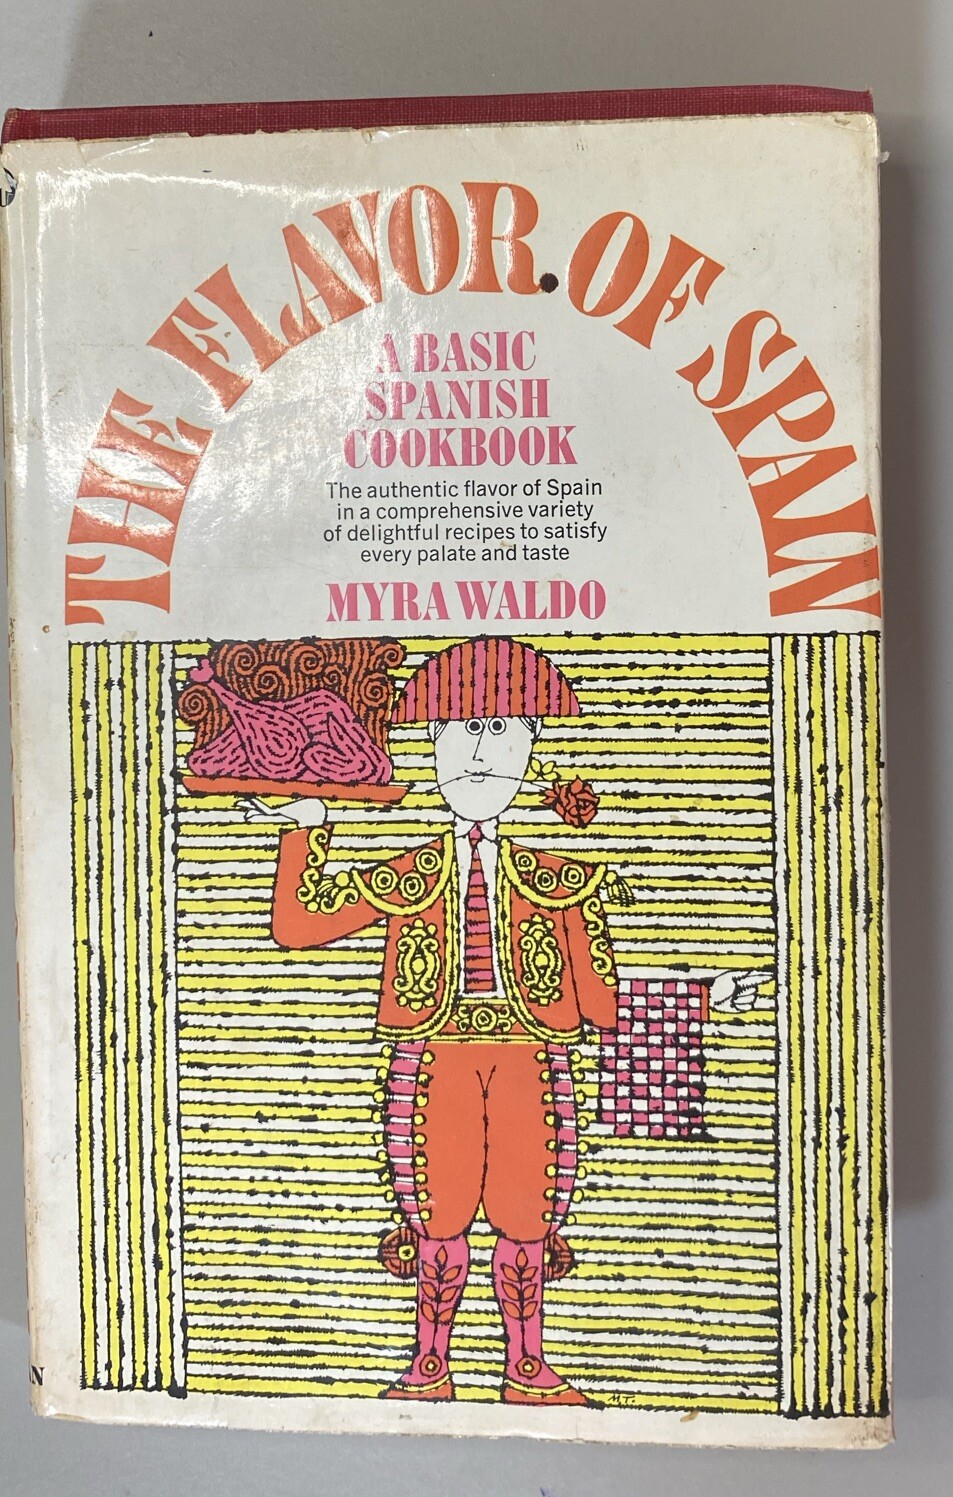 THE FLAVOR OF SPAIN
A BASIC
SPANISH
COOKBOOK
The authentic flavor of Spain
in a comprehensive variety
of delightful recipes to satisfy
every palate and taste
MYRA WALDO
M.T.
N